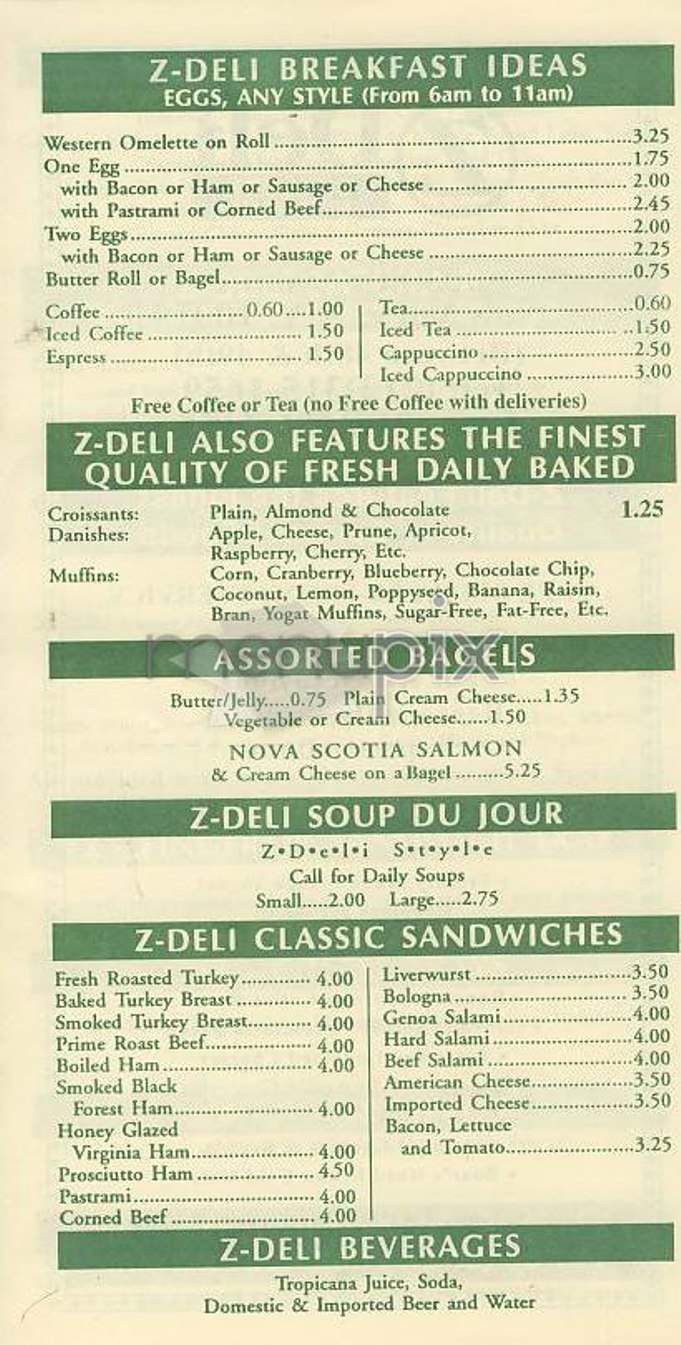 Z-DELI BREAKFAST IDEAS
EGGS, ANY STYLE (From 6am to 11am)
Western Omelette on Roll ........ 3.25
One Egg ........ 1.75
with Bacon or Ham or Sausage or Cheese ........ 2.00
with Pastrami or Corned Beef ........ 2.45
Two Eggs ........ 2.00
with Bacon or Ham or Sausage or Cheese ........ 2.25
Butter Roll or Bagel ........ 0.75
Coffee ........ 0.60 .... 1.00
Iced Coffee ........ 1.50
Espress ........ 1.50
Tea ........ 0.60
Iced Tea ........ 1.50
Cappuccino ........ 2.50
Iced Cappuccino ........ 3.00
Free Coffee or Tea (no Free Coffee with deliveries)
Z-DELI ALSO FEATURES THE FINEST
QUALITY OF FRESH DAILY BAKED
Croissants: Plain, Almond & Chocolate 1.25
Danishes: Apple, Cheese, Prune, Apricot,
Raspberry, Cherry, Etc.
Muffins: Corn, Cranberry, Blueberry, Chocolate Chip,
Coconut, Lemon, Poppyseed, Banana, Raisin,
Bran, Yogat Muffins, Sugar-Free, Fat-Free, Etc.
menupix
ASSORTED BAGELS
Butter/Jelly.....0.75 Plain Cream Cheese.....1.35
Vegetable or Cream Cheese......1.50
NOVA SCOTIA SALMON
& Cream Cheese on a Bagel .........5.25
Z-DELI SOUP DU JOUR
Z•D•e•l•i S•t•y•l•e
Call for Daily Soups
Small.....2.00 Large.....2.75
Z-DELI CLASSIC SANDWICHES
Fresh Roasted Turkey ........ 4.00
Baked Turkey Breast ........ 4.00
Smoked Turkey Breast ........ 4.00
Prime Roast Beef ........ 4.00
Boiled Ham ........ 4.00
Smoked Black
Forest Ham ........ 4.00
Honey Glazed
Virginia Ham ........ 4.00
Prosciutto Ham ........ 4.50
Pastrami ........ 4.00
Corned Beef ........ 4.00
Liverwurst ........ 3.50
Bologna ........ 3.50
Genoa Salami ........ 4.00
Hard Salami ........ 4.00
Beef Salami ........ 4.00
American Cheese ........ 3.50
Imported Cheese ........ 3.50
Bacon, Lettuce
and Tomato ........ 3.25
Z-DELI BEVERAGES
Tropicana Juice, Soda,
Domestic & Imported Beer and Water